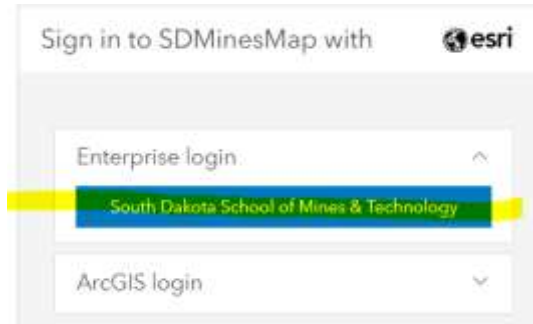 Sign in to SDMinesMap with esri
Enterprise login
South Dakota School of Mines & Technology
ArcGIS login